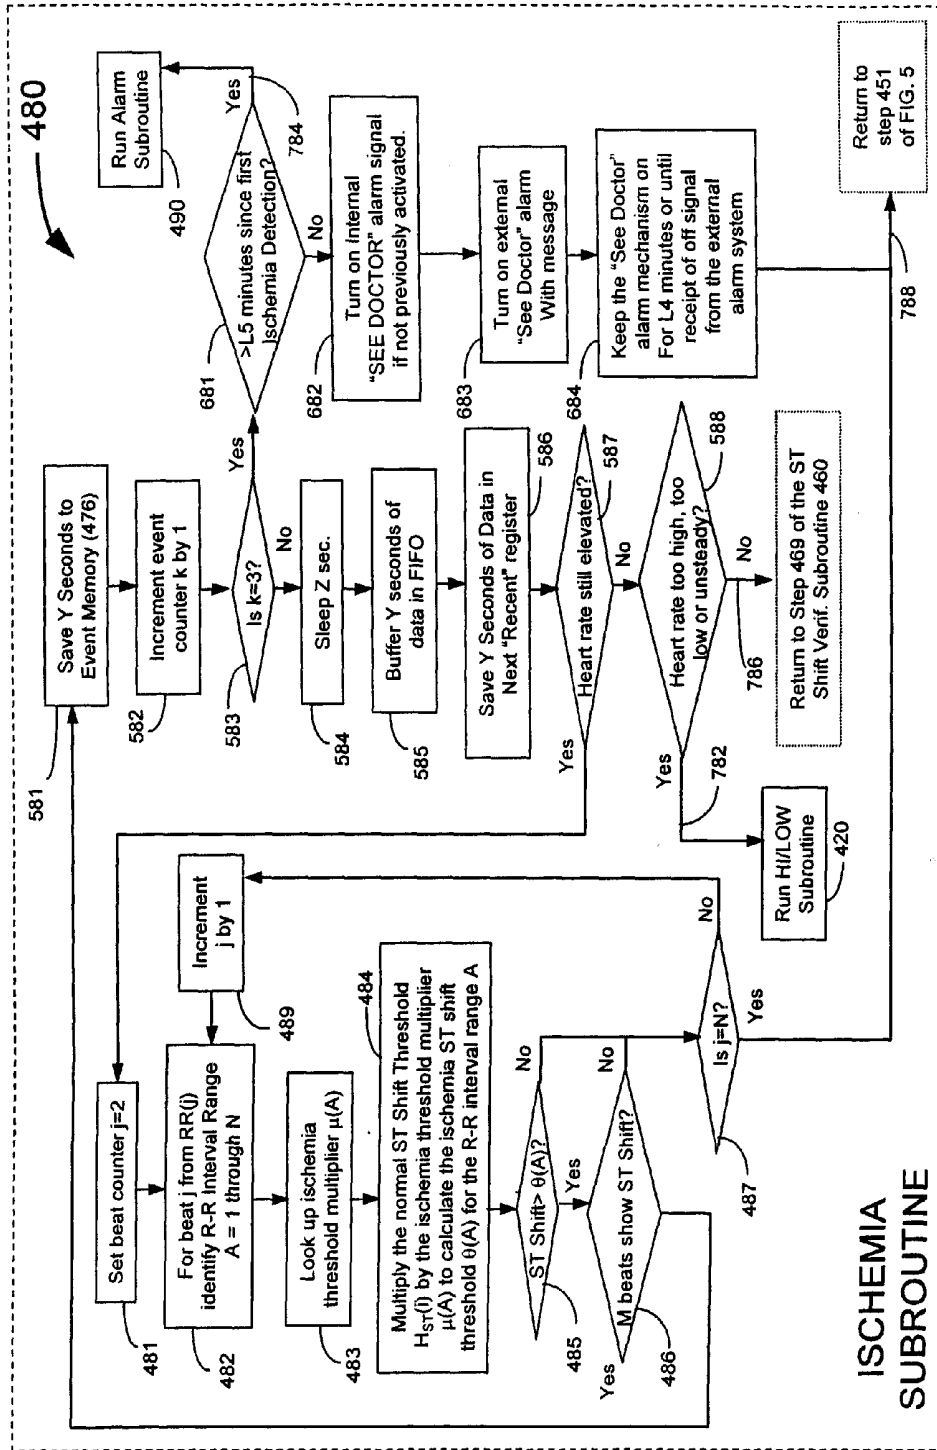 480
Set beat counter j=2
481
For beat j from RR(j)
identify R-R Interval Range
A = 1 through N
482
Increment
j by 1
489
Look up ischemia
threshold multiplier μ(A)
483
Multiply the normal ST Shift Threshold
H_ST(i) by the ischemia threshold multiplier
μ(A) to calculate the ischemia ST shift
threshold θ(A) for the R-R interval range A
484
ST Shift> θ(A)?
485
No
Yes
M beats show ST Shift?
486
No
Yes
Is j=N?
487
No
Yes
Save Y Seconds to
Event Memory (476)
581
Increment event
counter k by 1
582
Is k=3?
583
Yes
No
Sleep Z sec.
584
Buffer Y seconds of
data in FIFO
585
Save Y Seconds of Data in
Next "Recent" register
586
Heart rate still elevated?
587
Yes
No
Heart rate too high, too
low or unsteady?
588
Yes
782
Run HI/LOW
Subroutine
420
No
786
Return to Step 469 of the ST
Shift Verif. Subroutine 460
>L5 minutes since first
Ischemia Detection?
681
Yes
784
Run Alarm
Subroutine
490
No
Turn on Internal
"SEE DOCTOR" alarm signal
if not previously activated.
682
Turn on external
"See Doctor" alarm
With message
683
Keep the "See Doctor"
alarm mechanism on
For L4 minutes or until
receipt of off signal
from the external
alarm system
684
788
Return to
step 451
of FIG. 5
ISCHEMIA
SUBROUTINE